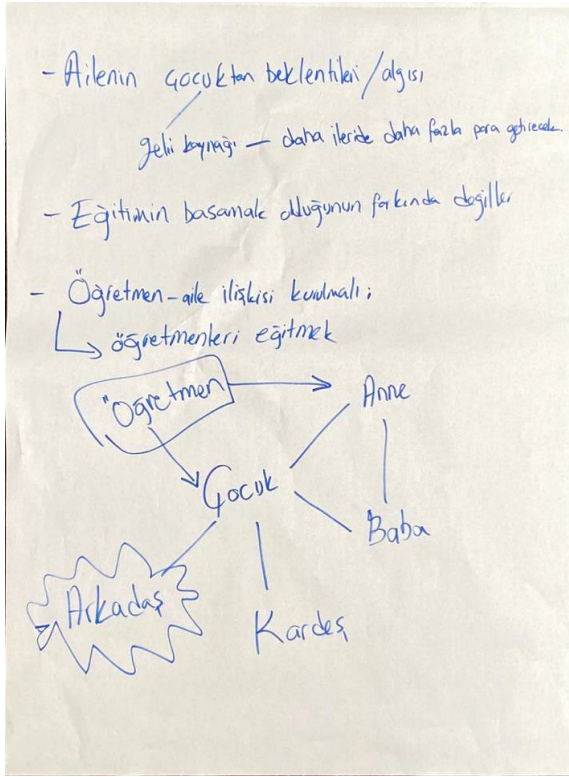 - Ailenin çocuktan beklentileri/algısı
gelir kaynağı — daha ileride daha fazla para getirecek
- Eğitimin basamak olduğunun farkında değiller
- Öğretmen-aile ilişkisi kurulmalı;
öğretmenleri eğitmek
Öğretmen
Anne
Çocuk
Baba
Arkadaş
Kardeş